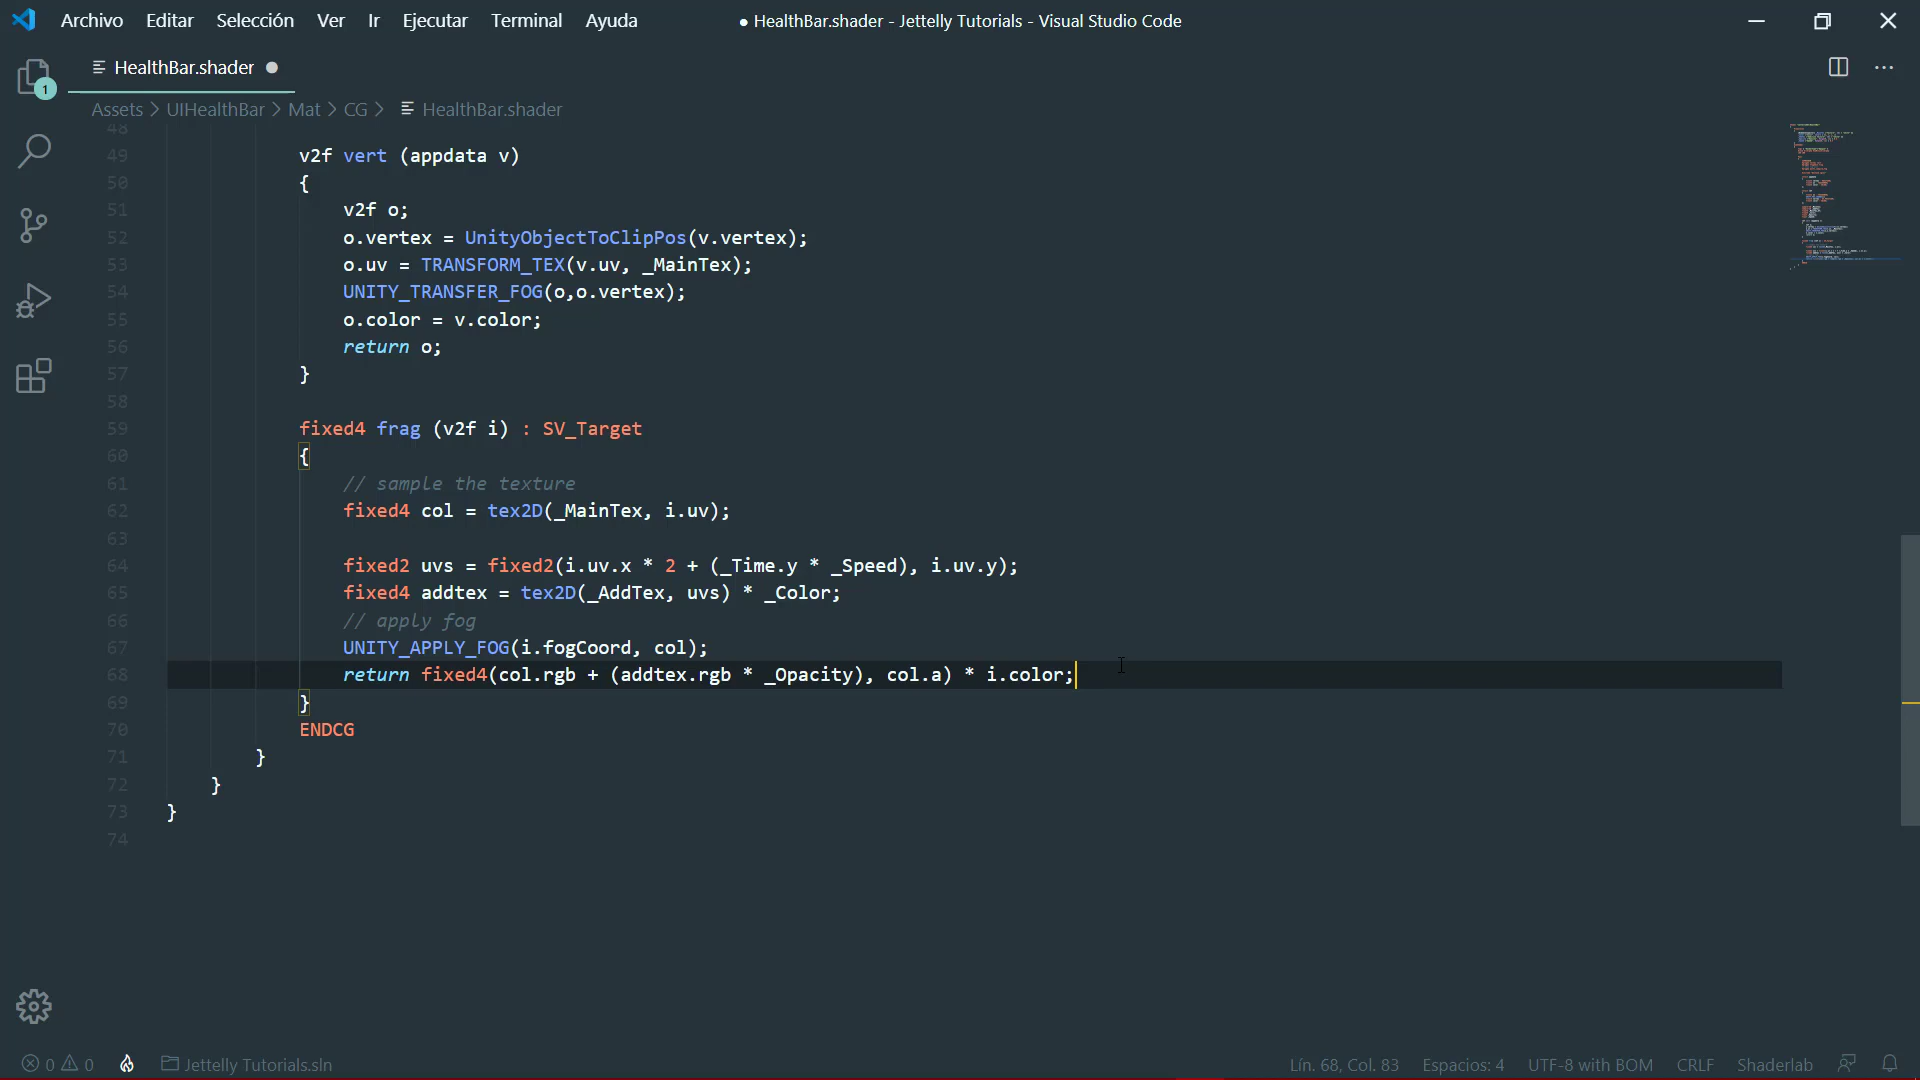 Archivo Editar Selección Ver Ir Ejecutar Terminal Ayuda
● HealthBar.shader - Jettelly Tutorials - Visual Studio Code
HealthBar.shader ●
1
Assets > UIHealthBar > Mat > CG > HealthBar.shader
48
49 v2f vert (appdata v)
50 {
51 v2f o;
52 o.vertex = UnityObjectToClipPos(v.vertex);
53 o.uv = TRANSFORM_TEX(v.uv, _MainTex);
54 UNITY_TRANSFER_FOG(o,o.vertex);
55 o.color = v.color;
56 return o;
57 }
58
59 fixed4 frag (v2f i) : SV_Target
60 {
61 // sample the texture
62 fixed4 col = tex2D(_MainTex, i.uv);
63
64 fixed2 uvs = fixed2(i.uv.x * 2 + (_Time.y * _Speed), i.uv.y);
65 fixed4 addtex = tex2D(_AddTex, uvs) * _Color;
66 // apply fog
67 UNITY_APPLY_FOG(i.fogCoord, col);
68 return fixed4(col.rgb + (addtex.rgb * _Opacity), col.a) * i.color;
69 }
70 ENDCG
71 }
72 }
73 }
74
0 0 Jettelly Tutorials.sln
Lín. 68, Col. 83 Espacios: 4 UTF-8 with BOM CRLF Shaderlab